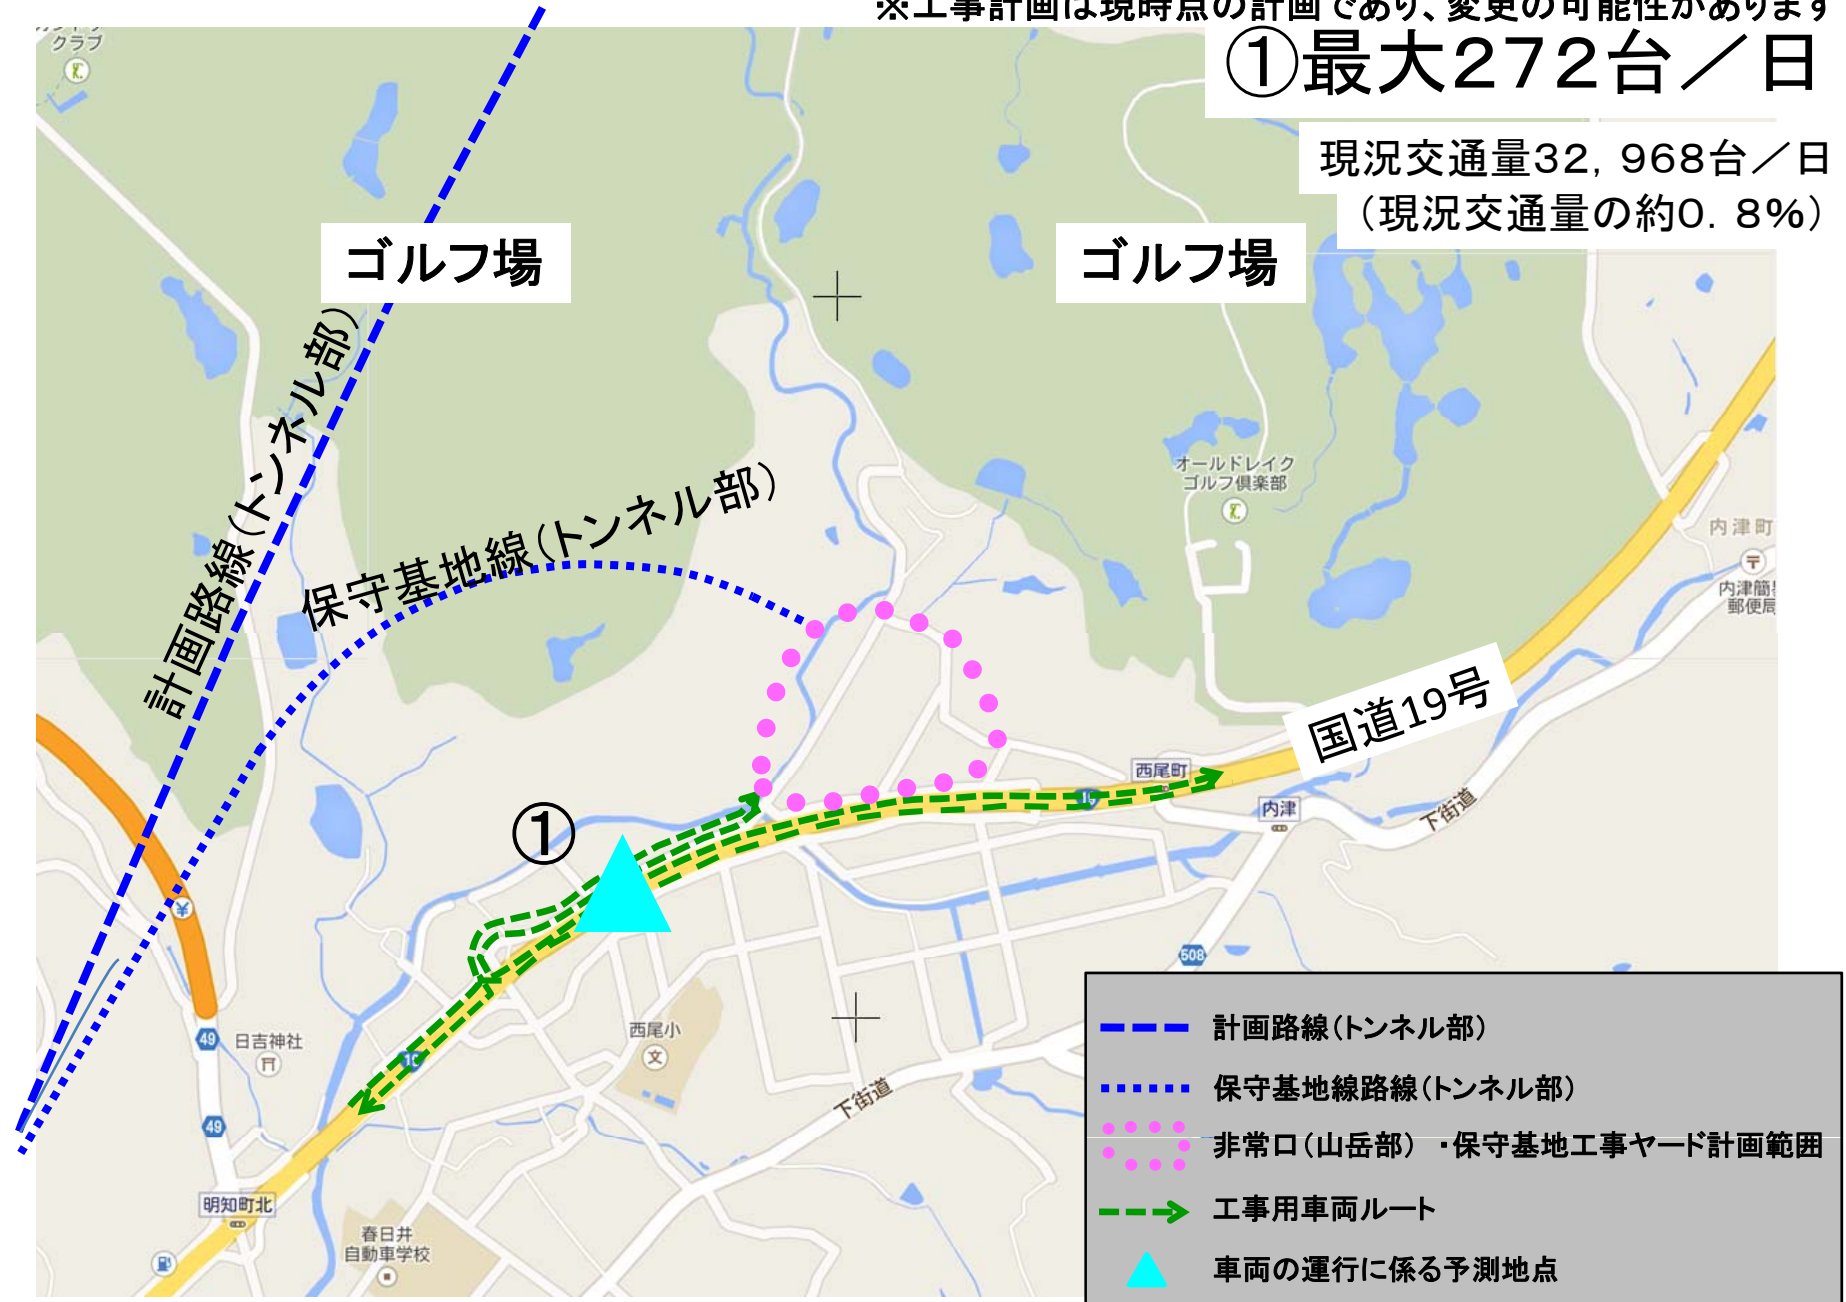 ※工事計画は現時点の計画であり、変更の可能性があります
①最大272台／日
現況交通量32, 968台／日
（現況交通量の約0. 8%）
クラブ
ゴルフ場
ゴルフ場
計画路線(トンネル部)
保守基地線(トンネル部)
オールドレイク
ゴルフ倶楽部
内津町
〒
内津簡易
郵便局
国道19号
西尾町
19
内津
下街道
①
508
49
日吉神社
19
西尾小
文
下街道
49
明知町北
春日井
自動車学校
計画路線(トンネル部)
保守基地線路線(トンネル部)
非常口(山岳部)・保守基地工事ヤード計画範囲
工事用車両ルート
車両の運行に係る予測地点